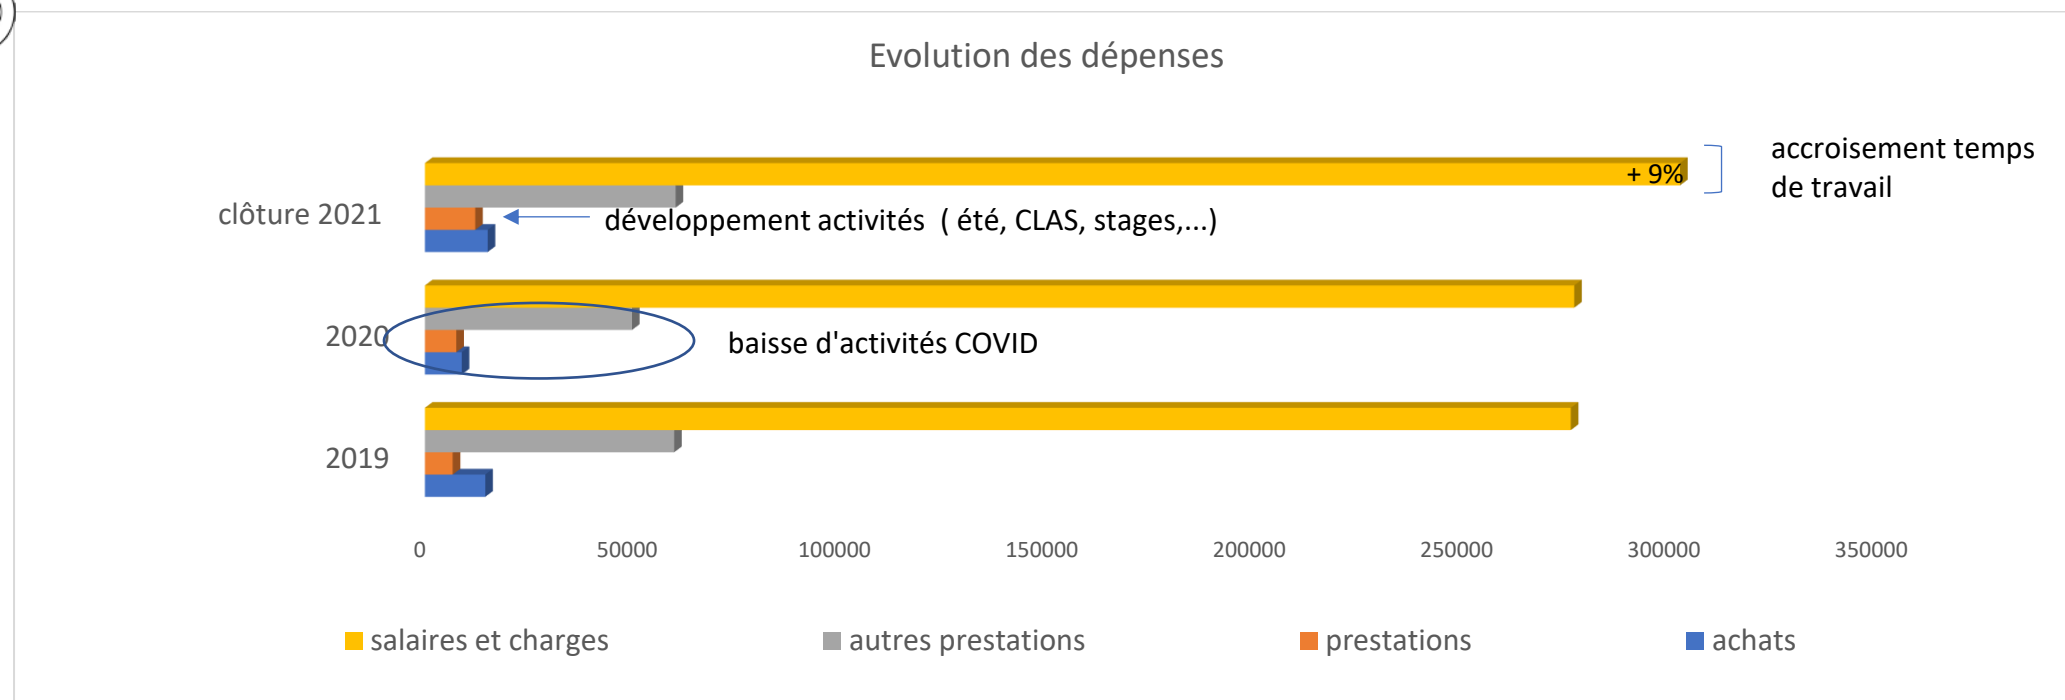 Evolution des dépenses
accroisement temps
de travail
+ 9%
clôture 2021
développement activités  ( été, CLAS, stages,...)
2020
baisse d'activités COVID
2019
0 50000 100000 150000 200000 250000 300000 350000
salaires et charges autres prestations prestations achats